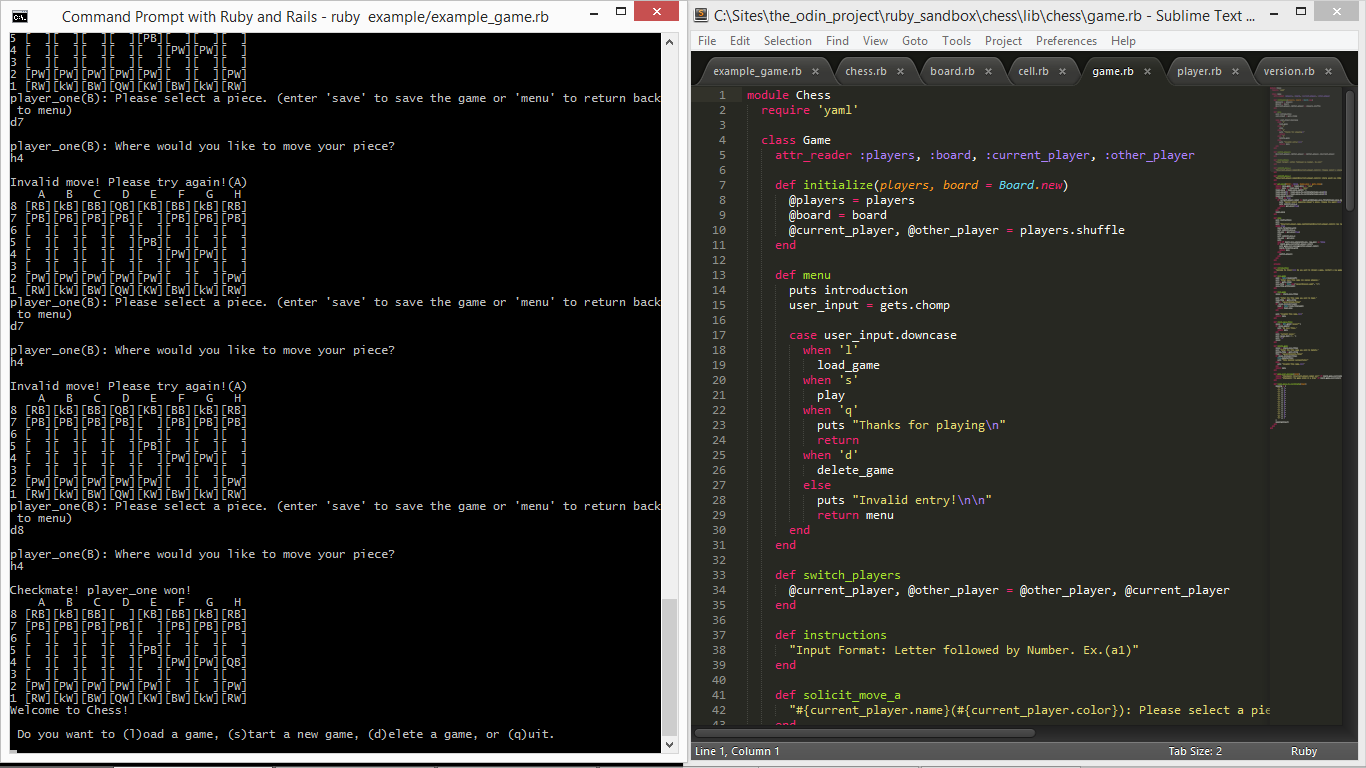 Command Prompt with Ruby and Rails - ruby  example/example_game.rb
5 [  ][  ][  ][  ][PB][  ][  ][  ]
4 [  ][  ][  ][  ][  ][PW][PW][  ]
3 [  ][  ][  ][  ][  ][  ][  ][  ]
2 [PW][PW][PW][PW][PW][  ][  ][PW]
1 [RW][kW][BW][QW][KW][BW][kW][RW]
player_one(B): Please select a piece. (enter 'save' to save the game or 'menu' to return back
 to menu)
d7
player_one(B): Where would you like to move your piece?
h4
Invalid move! Please try again!(A)
    A   B   C   D   E   F   G   H
8 [RB][kB][BB][QB][KB][BB][kB][RB]
7 [PB][PB][PB][PB][  ][PB][PB][PB]
6 [  ][  ][  ][  ][  ][  ][  ][  ]
5 [  ][  ][  ][  ][PB][  ][  ][  ]
4 [  ][  ][  ][  ][  ][PW][PW][  ]
3 [  ][  ][  ][  ][  ][  ][  ][  ]
2 [PW][PW][PW][PW][PW][  ][  ][PW]
1 [RW][kW][BW][QW][KW][BW][kW][RW]
player_one(B): Please select a piece. (enter 'save' to save the game or 'menu' to return back
 to menu)
d7
player_one(B): Where would you like to move your piece?
h4
Invalid move! Please try again!(A)
    A   B   C   D   E   F   G   H
8 [RB][kB][BB][QB][KB][BB][kB][RB]
7 [PB][PB][PB][PB][  ][PB][PB][PB]
6 [  ][  ][  ][  ][  ][  ][  ][  ]
5 [  ][  ][  ][  ][PB][  ][  ][  ]
4 [  ][  ][  ][  ][  ][PW][PW][  ]
3 [  ][  ][  ][  ][  ][  ][  ][  ]
2 [PW][PW][PW][PW][PW][  ][  ][PW]
1 [RW][kW][BW][QW][KW][BW][kW][RW]
player_one(B): Please select a piece. (enter 'save' to save the game or 'menu' to return back
 to menu)
d8
player_one(B): Where would you like to move your piece?
h4
Checkmate! player_one won!
    A   B   C   D   E   F   G   H
8 [RB][kB][BB][  ][KB][BB][kB][RB]
7 [PB][PB][PB][PB][  ][PB][PB][PB]
6 [  ][  ][  ][  ][  ][  ][  ][  ]
5 [  ][  ][  ][  ][PB][  ][  ][  ]
4 [  ][  ][  ][  ][  ][PW][PW][QB]
3 [  ][  ][  ][  ][  ][  ][  ][  ]
2 [PW][PW][PW][PW][PW][  ][  ][PW]
1 [RW][kW][BW][QW][KW][BW][kW][RW]
Welcome to Chess!
 Do you want to (l)oad a game, (s)tart a new game, (d)elete a game, or (q)uit.
C:\Sites\the_odin_project\ruby_sandbox\chess\lib\chess\game.rb - Sublime Text ...
File Edit Selection Find View Goto Tools Project Preferences Help
example_game.rb × chess.rb × board.rb × cell.rb × game.rb × player.rb × version.rb ×
1 module Chess
2   require 'yaml'
3
4   class Game
5     attr_reader :players, :board, :current_player, :other_player
6
7     def initialize(players, board = Board.new)
8       @players = players
9       @board = board
10       @current_player, @other_player = players.shuffle
11     end
12
13     def menu
14       puts introduction
15       user_input = gets.chomp
16
17       case user_input.downcase
18         when 'l'
19           load_game
20         when 's'
21           play
22         when 'q'
23           puts "Thanks for playing\n"
24           return
25         when 'd'
26           delete_game
27         else
28           puts "Invalid entry!\n\n"
29           return menu
30       end
31     end
32
33     def switch_players
34       @current_player, @other_player = @other_player, @current_player
35     end
36
37     def instructions
38       "Input Format: Letter followed by Number. Ex.(a1)"
39     end
40
41     def solicit_move_a
42       "#{current_player.name}(#{current_player.color}): Please select a pie
43     end
Line 1, Column 1 Tab Size: 2 Ruby